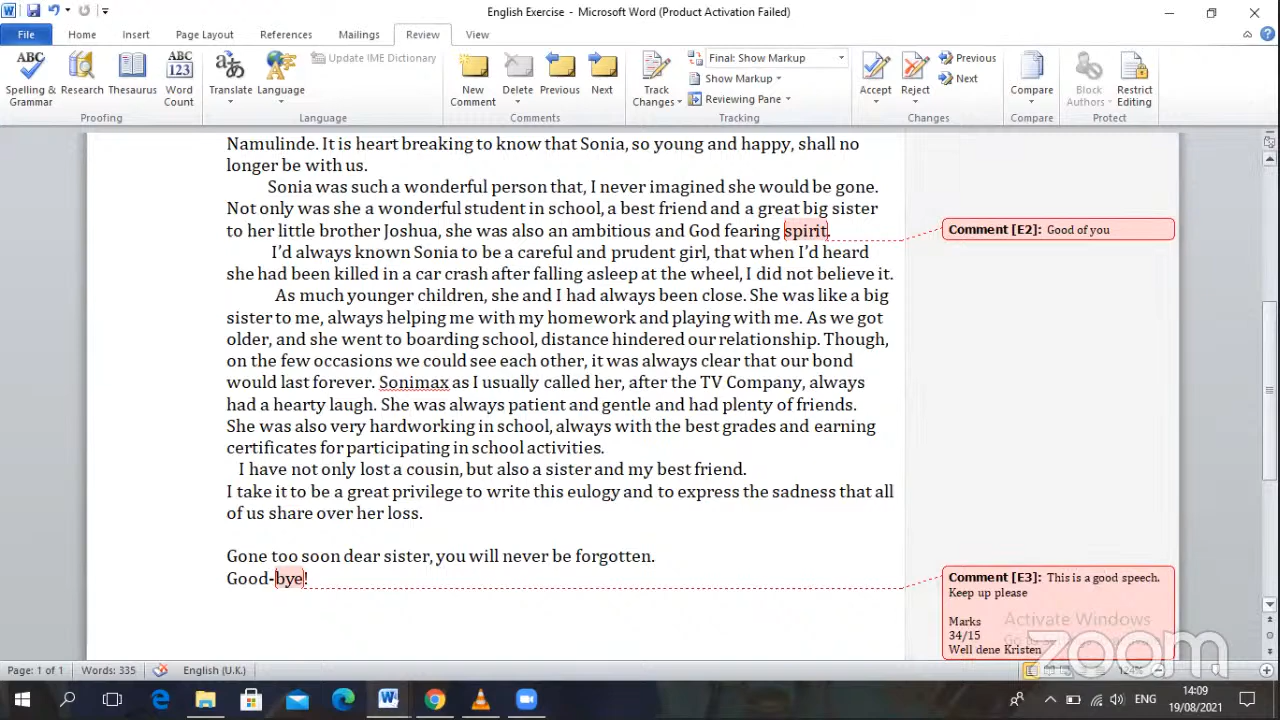 English Exercise - Microsoft Word (Product Activation Failed)
File Home Insert Page Layout References Mailings Review View
ABC Spelling & Grammar
Research
Thesaurus
ABC 123 Word Count
Translate
Language
Update IME Dictionary
New Comment
Delete
Previous
Next
Track Changes
Final: Show Markup
Show Markup
Reviewing Pane
Accept
Reject
Previous
Next
Compare
Block Authors
Restrict Editing
Proofing Language Comments Tracking Changes Compare Protect
Namulinde. It is heart breaking to know that Sonia, so young and happy, shall no
longer be with us.
Sonia was such a wonderful person that, I never imagined she would be gone.
Not only was she a wonderful student in school, a best friend and a great big sister
to her little brother Joshua, she was also an ambitious and God fearing spirit.
Comment [E2]: Good of you
I'd always known Sonia to be a careful and prudent girl, that when I'd heard
she had been killed in a car crash after falling asleep at the wheel, I did not believe it.
As much younger children, she and I had always been close. She was like a big
sister to me, always helping me with my homework and playing with me. As we got
older, and she went to boarding school, distance hindered our relationship. Though,
on the few occasions we could see each other, it was always clear that our bond
would last forever. Sonimax as I usually called her, after the TV Company, always
had a hearty laugh. She was always patient and gentle and had plenty of friends.
She was also very hardworking in school, always with the best grades and earning
certificates for participating in school activities.
I have not only lost a cousin, but also a sister and my best friend.
I take it to be a great privilege to write this eulogy and to express the sadness that all
of us share over her loss.
Gone too soon dear sister, you will never be forgotten.
Good-bye!
Comment [E3]: This is a good speech.
Keep up please
Marks
34/15
Well dene Kristen
Activate Windows
zoom
Page: 1 of 1 Words: 335 English (U.K.) 124%
ENG
14:09
19/08/2021